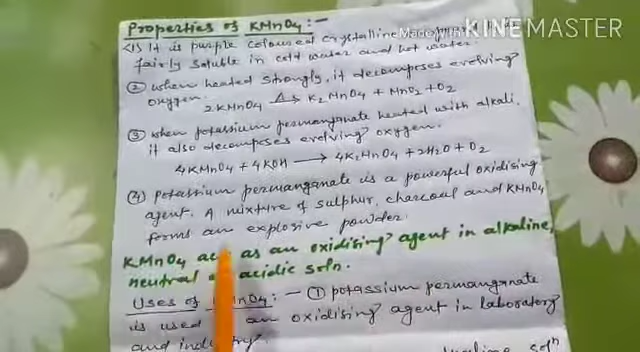 Properties of KMnO4 :-
KINEMASTER
<1> It is purple coloured crystalline
fairly soluble in cold water and hot water.
② when heated strongly, it decomposes evolving
oxygen
2KMnO4 Δ→ K2MnO4 + MnO2 + O2
③ when potassium permanganate heated with alkali,
it also decomposes evolving oxygen.
4KMnO4 + 4KOH → 4K2MnO4 + 2H2O + O2
④ potassium permanganate is a powerful oxidising
agent. A mixture of sulphur, charcoal and KMnO4
forms an explosive powder.
KMnO4 as an oxidising agent in alkaline,
neutral acidic soln.
Uses of KMnO4 :- ① potassium permanganate
is used an oxidising agent in laboratory
and industry.
soln